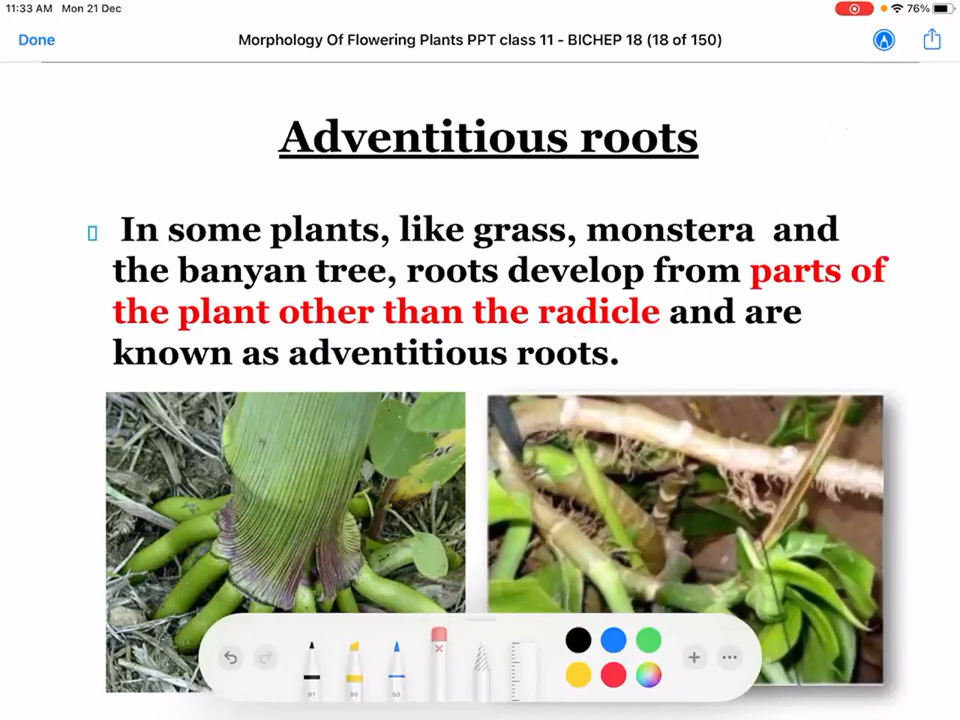 11:33 AM Mon 21 Dec
76%
Done
Morphology Of Flowering Plants PPT class 11 - BICHEP 18 (18 of 150)
Adventitious roots
In some plants, like grass, monstera and
the banyan tree, roots develop from parts of
the plant other than the radicle and are
known as adventitious roots.